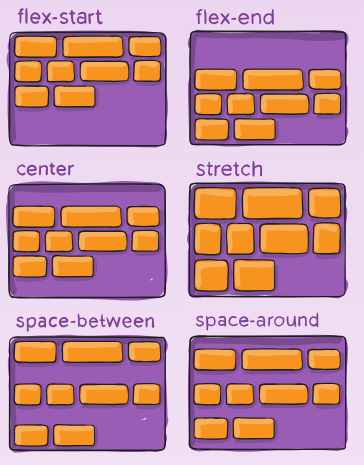 flex-start
flex-end
center
stretch
space-between
space-around